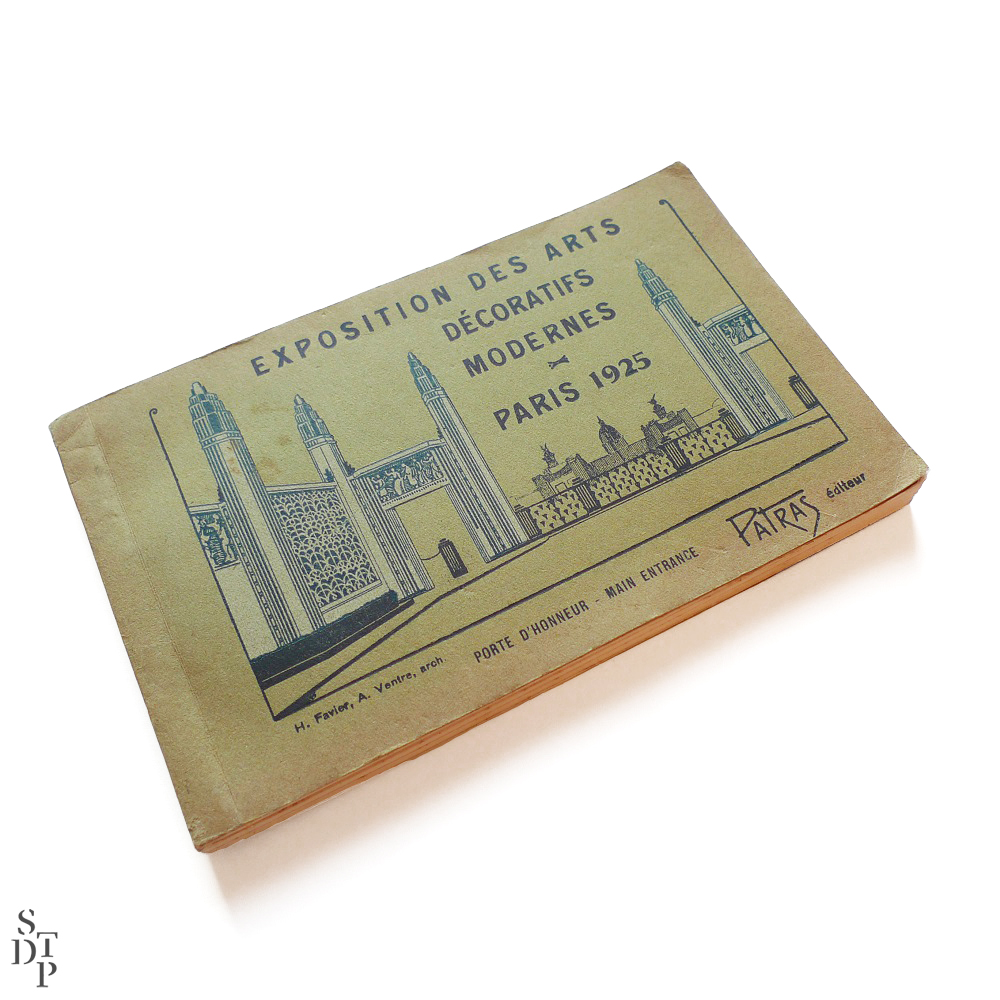 EXPOSITION DES ARTS
DÉCORATIFS
MODERNES
PARIS 1925
H. Favier, A. Ventre, arch.
PORTE D'HONNEUR - MAIN ENTRANCE
PATRAS éditeur
S
DT
P